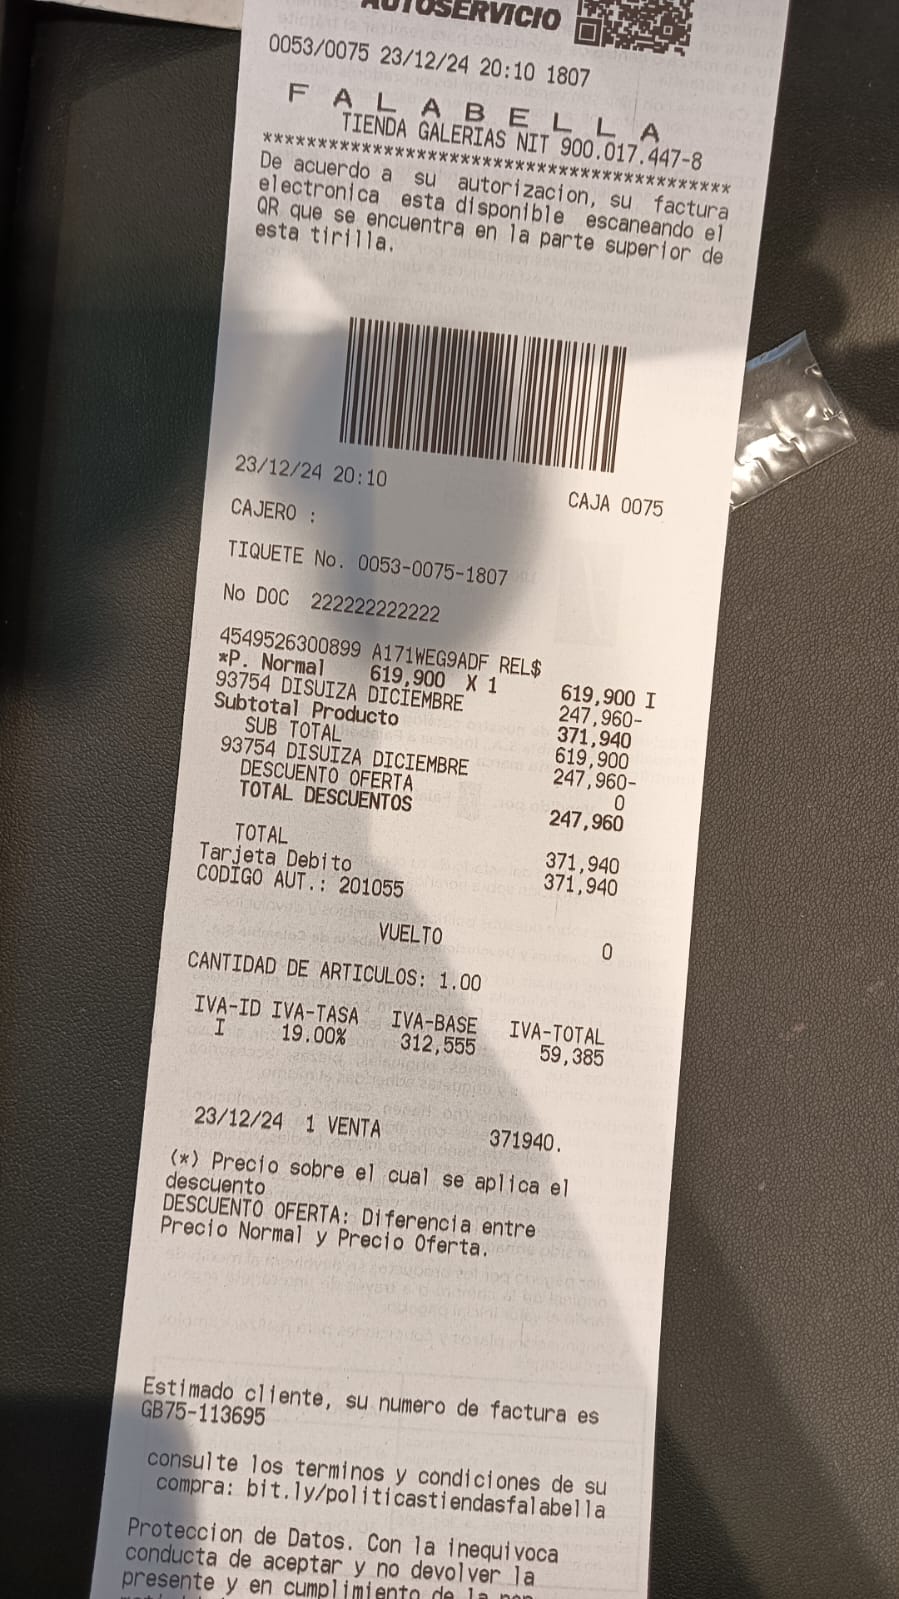 AUTOSERVICIO
0053/0075 23/12/24 20:10 1807
F A L A B E L L A
TIENDA GALERIAS NIT 900.017.447-8
********************************************
De acuerdo a su autorizacion, su factura
electronica esta disponible escaneando el
QR que se encuentra en la parte superior de
esta tirilla.
23/12/24 20:10 CAJA 0075
CAJERO :
TIQUETE No. 0053-0075-1807
No DOC 222222222222
4549526300899 A171WEG9ADF REL$
*P. Normal 619,900 X 1 619,900 I
93754 DISUIZA DICIEMBRE 247,960-
Subtotal Producto 371,940
SUB TOTAL 619,900
93754 DISUIZA DICIEMBRE 247,960-
DESCUENTO OFERTA 0
TOTAL DESCUENTOS 247,960
TOTAL 371,940
Tarjeta Debito 371,940
CODIGO AUT.: 201055
VUELTO 0
CANTIDAD DE ARTICULOS: 1.00
IVA-ID IVA-TASA IVA-BASE IVA-TOTAL
I 19.00% 312,555 59,385
23/12/24 1 VENTA 371940.
(*) Precio sobre el cual se aplica el
descuento
DESCUENTO OFERTA: Diferencia entre
Precio Normal y Precio Oferta.
Estimado cliente, su numero de factura es
GB75-113695
consulte los terminos y condiciones de su
compra: bit.ly/politicastiendasfalabella
Proteccion de Datos. Con la inequivoca
conducta de aceptar y no devolver la
presente y en cumplimiento de la